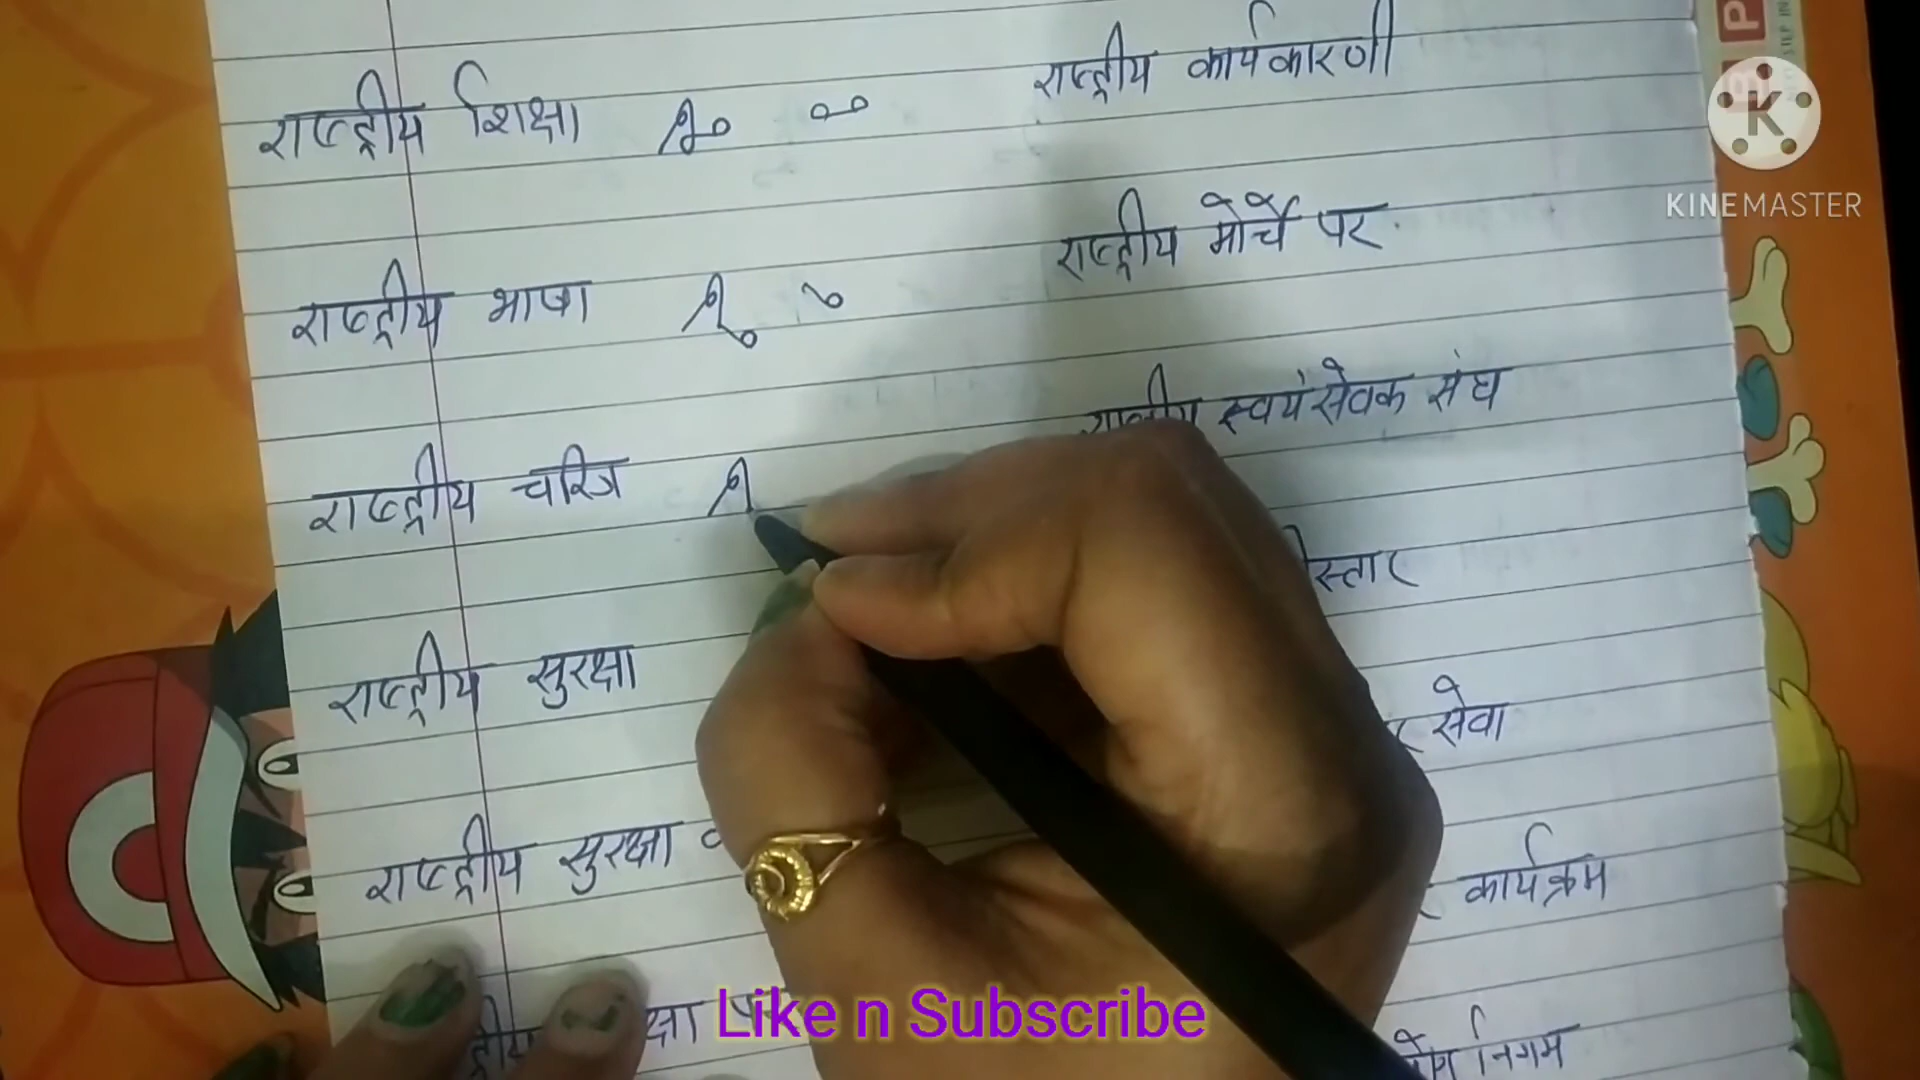 राष्ट्रीय शिक्षा
राष्ट्रीय भाषा
राष्ट्रीय चरित्र
राष्ट्रीय सुरक्षा
राष्ट्रीय सुरक्षा
राष्ट्रीय कार्यकारणी
राष्ट्रीय मोर्चे पर
राष्ट्रीय स्वयंसेवक संघ
सेवा
कार्यक्रम
निगम
KINEMASTER
Like n Subscribe